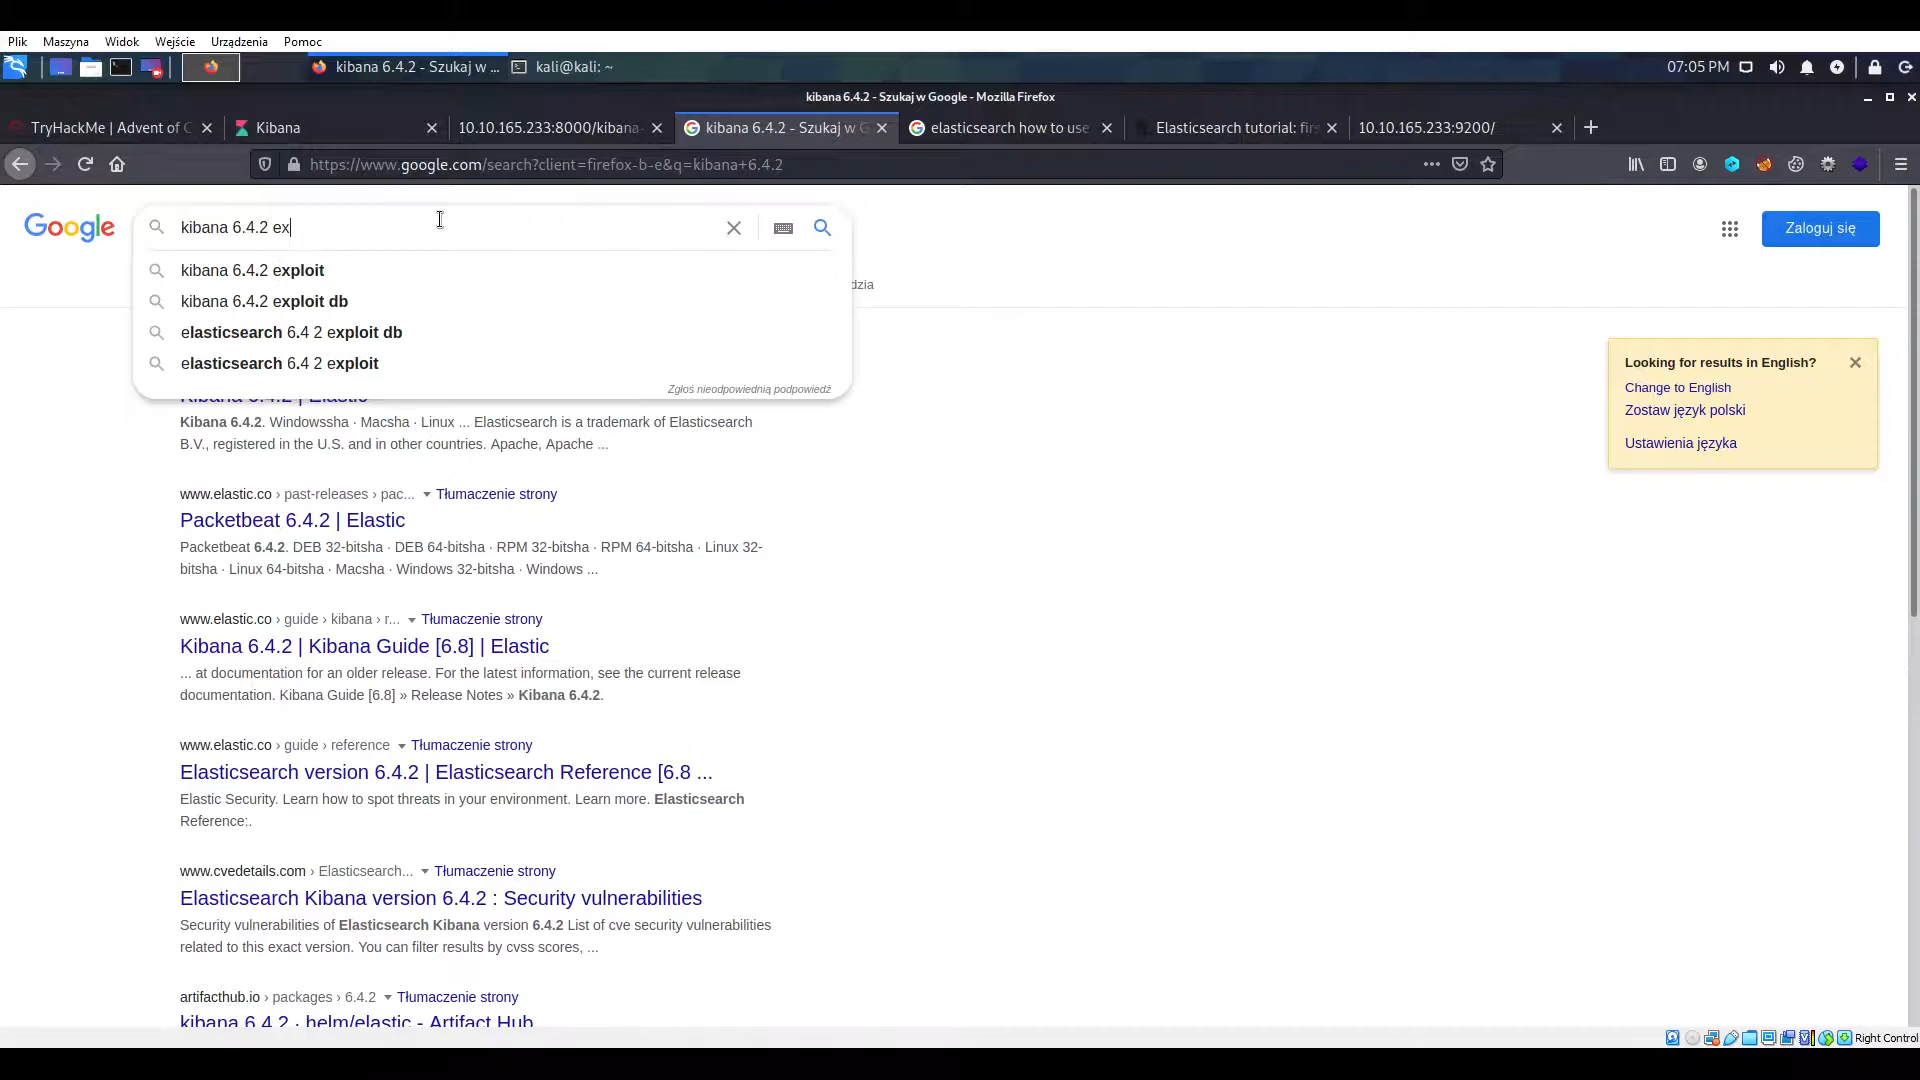 Plik Maszyna Widok Wejście Urządzenia Pomoc
kibana 6.4.2 - Szukaj w ... kali@kali: ~ 07:05 PM
kibana 6.4.2 - Szukaj w Google - Mozilla Firefox
TryHackMe | Advent of C Kibana 10.10.165.233:8000/kibana- kibana 6.4.2 - Szukaj w G elasticsearch how to use Elasticsearch tutorial: firs 10.10.165.233:9200/
https://www.google.com/search?client=firefox-b-e&q=kibana+6.4.2
Google kibana 6.4.2 ex Zaloguj się
kibana 6.4.2 exploit
kibana 6.4.2 exploit db
elasticsearch 6.4 2 exploit db
elasticsearch 6.4 2 exploit
Zgłoś nieodpowiednią podpowiedź
dzia
Looking for results in English?
Change to English
Zostaw język polski
Ustawienia języka
Kibana 6.4.2 | Elastic
Kibana 6.4.2. Windowssha · Macsha · Linux ... Elasticsearch is a trademark of Elasticsearch
B.V., registered in the U.S. and in other countries. Apache, Apache ...
www.elastic.co › past-releases › pac... Tłumaczenie strony
Packetbeat 6.4.2 | Elastic
Packetbeat 6.4.2. DEB 32-bitsha · DEB 64-bitsha · RPM 32-bitsha · RPM 64-bitsha · Linux 32-
bitsha · Linux 64-bitsha · Macsha · Windows 32-bitsha · Windows ...
www.elastic.co › guide › kibana › r... Tłumaczenie strony
Kibana 6.4.2 | Kibana Guide [6.8] | Elastic
... at documentation for an older release. For the latest information, see the current release
documentation. Kibana Guide [6.8] » Release Notes » Kibana 6.4.2.
www.elastic.co › guide › reference Tłumaczenie strony
Elasticsearch version 6.4.2 | Elasticsearch Reference [6.8 ...
Elastic Security. Learn how to spot threats in your environment. Learn more. Elasticsearch
Reference:.
www.cvedetails.com › Elasticsearch... Tłumaczenie strony
Elasticsearch Kibana version 6.4.2 : Security vulnerabilities
Security vulnerabilities of Elasticsearch Kibana version 6.4.2 List of cve security vulnerabilities
related to this exact version. You can filter results by cvss scores, ...
artifacthub.io › packages › 6.4.2 Tłumaczenie strony
kibana 6.4.2 · helm/elastic - Artifact Hub
Right Control